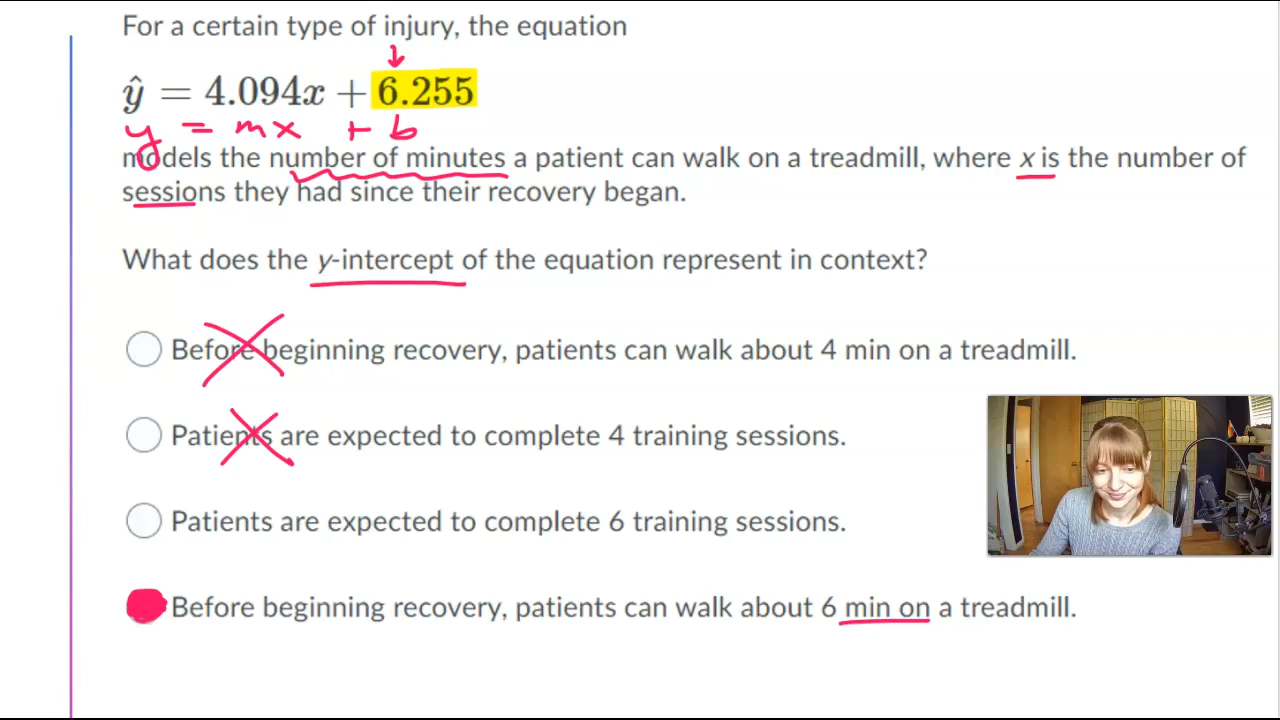 For a certain type of injury, the equation
ŷ = 4.094x + 6.255
y = mx + b
models the number of minutes a patient can walk on a treadmill, where x is the number of
sessions they had since their recovery began.
What does the y-intercept of the equation represent in context?
Before beginning recovery, patients can walk about 4 min on a treadmill.
Patients are expected to complete 4 training sessions.
Patients are expected to complete 6 training sessions.
Before beginning recovery, patients can walk about 6 min on a treadmill.